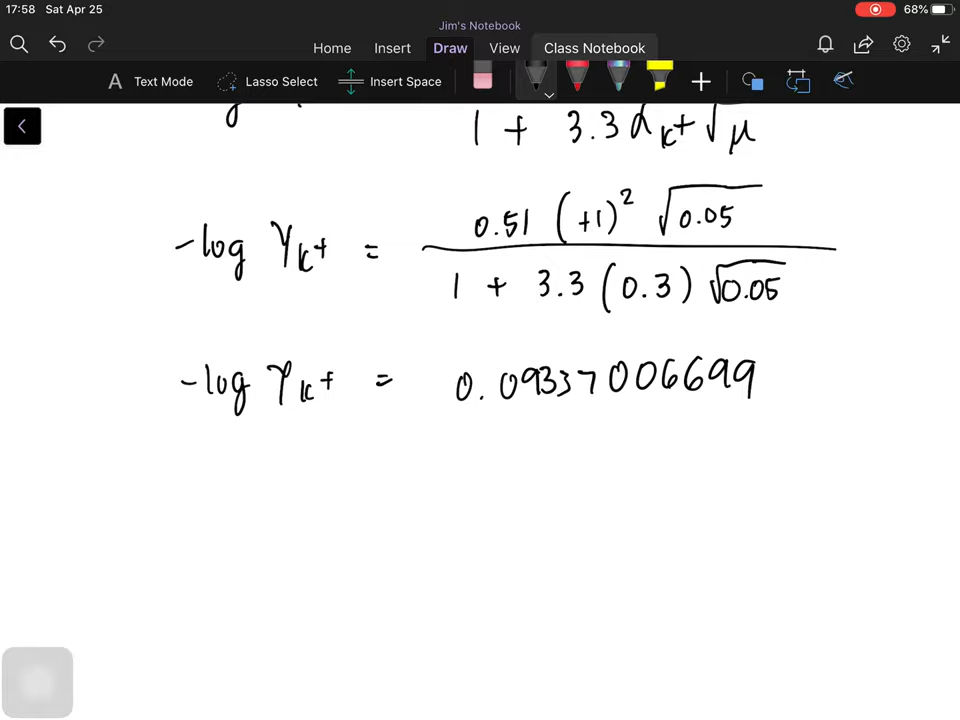 17:58 Sat Apr 25 68%
Jim's Notebook
Home Insert Draw View Class Notebook
A Text Mode Lasso Select Insert Space
1 + 3.3 α_K+ √μ
-log γ_K+ = 0.51 (+1)² √0.05
1 + 3.3 (0.3) √0.05
-log γ_K+ = 0.09337006699